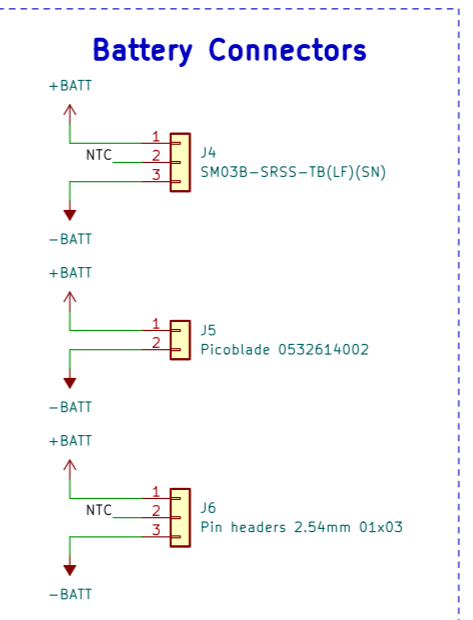 Battery Connectors
+BATT
1
NTC 2
3
J4
SM03B-SRSS-TB(LF)(SN)
-BATT
+BATT
1
2
J5
Picoblade 0532614002
-BATT
+BATT
1
NTC 2
3
J6
Pin headers 2.54mm 01x03
-BATT